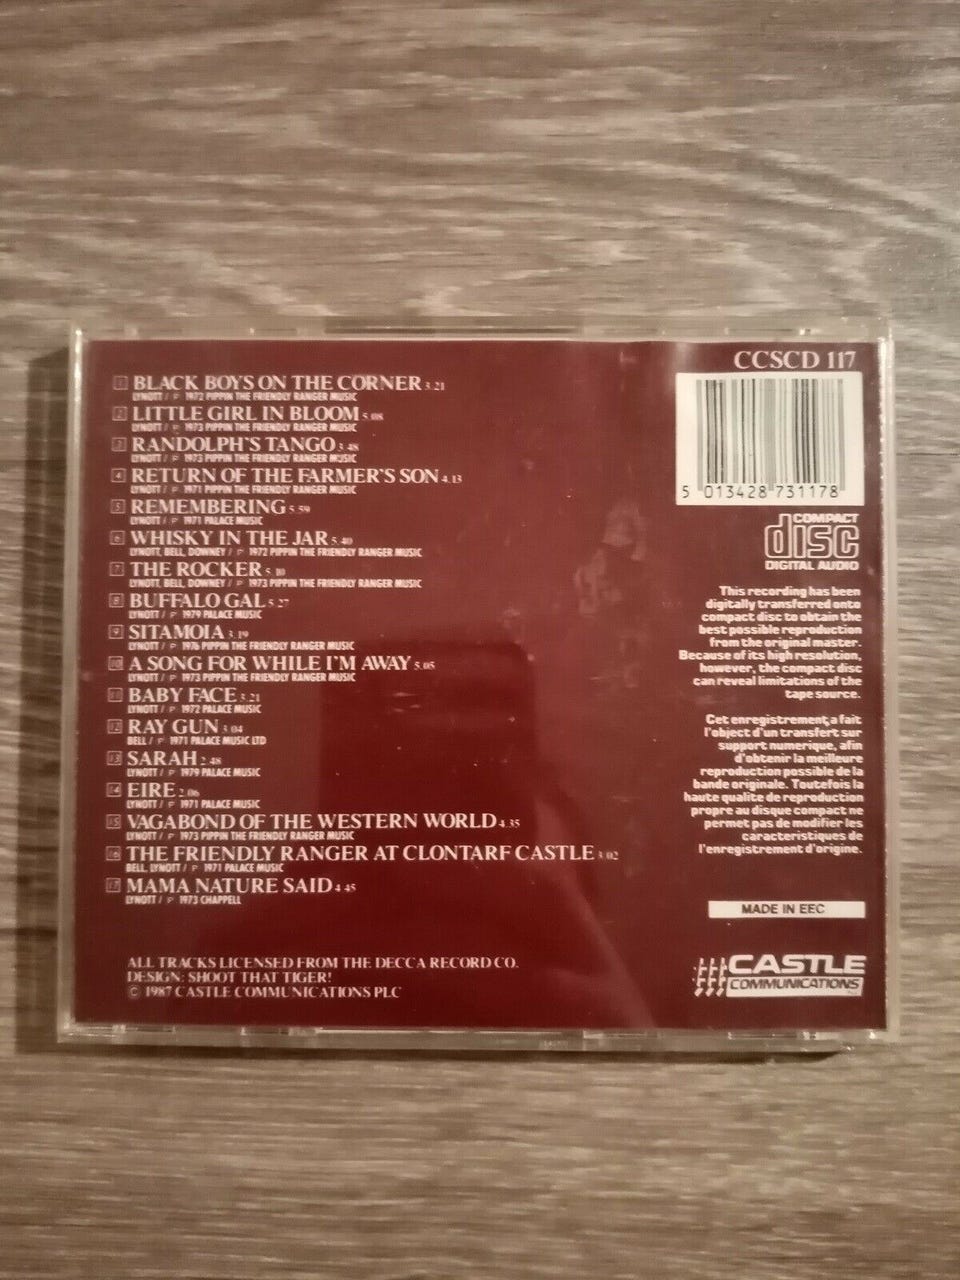 CCSCD 117
1 BLACK BOYS ON THE CORNER 3.21
LYNOTT / P 1972 PIPPIN THE FRIENDLY RANGER MUSIC
2 LITTLE GIRL IN BLOOM 5.08
LYNOTT / P 1973 PIPPIN THE FRIENDLY RANGER MUSIC
3 RANDOLPH'S TANGO 3.48
LYNOTT / P 1973 PIPPIN THE FRIENDLY RANGER MUSIC
4 RETURN OF THE FARMER'S SON 4.13
LYNOTT / P 1971 PIPPIN THE FRIENDLY RANGER MUSIC
5 REMEMBERING 5.59
LYNOTT / P 1971 PALACE MUSIC
6 WHISKY IN THE JAR 5.40
LYNOTT, BELL, DOWNEY / P 1972 PIPPIN THE FRIENDLY RANGER MUSIC
7 THE ROCKER 5.10
LYNOTT, BELL, DOWNEY / P 1973 PIPPIN THE FRIENDLY RANGER MUSIC
8 BUFFALO GAL 5.27
LYNOTT / P 1979 PALACE MUSIC
9 SITAMOIA 3.19
LYNOTT / P 1976 PIPPIN THE FRIENDLY RANGER MUSIC
10 A SONG FOR WHILE I'M AWAY 5.05
LYNOTT / P 1973 PIPPIN THE FRIENDLY RANGER MUSIC
11 BABY FACE 3.21
LYNOTT / P 1972 PALACE MUSIC
12 RAY GUN 3.04
BELL / P 1971 PALACE MUSIC LTD
13 SARAH 2.48
LYNOTT / P 1979 PALACE MUSIC
14 EIRE 2.06
LYNOTT / P 1971 PALACE MUSIC
15 VAGABOND OF THE WESTERN WORLD 4.35
LYNOTT / P 1973 PIPPIN THE FRIENDLY RANGER MUSIC
16 THE FRIENDLY RANGER AT CLONTARF CASTLE 3.02
BELL, LYNOTT / P 1971 PALACE MUSIC
17 MAMA NATURE SAID 4.45
LYNOTT / P 1973 CHAPPELL
ALL TRACKS LICENSED FROM THE DECCA RECORD CO.
DESIGN: SHOOT THAT TIGER!
© 1987 CASTLE COMMUNICATIONS PLC
5 013428 731178
COMPACT
disc
DIGITAL AUDIO
This recording has been
digitally transferred onto
compact disc to obtain the
best possible reproduction
from the original master.
Because of its high resolution,
however, the compact disc
can reveal limitations of the
tape source.
Cet enregistrement a fait
l'object d'un transfert sur
support numerique, afin
d'obtenir la meilleure
reproduction possible de la
bande originale. Toutefois la
haute qualite de reproduction
propre au disque compact ne
permet pas de modifier les
caracteristiques de
l'enregistrement d'origine.
MADE IN EEC
CASTLE
COMMUNICATIONS